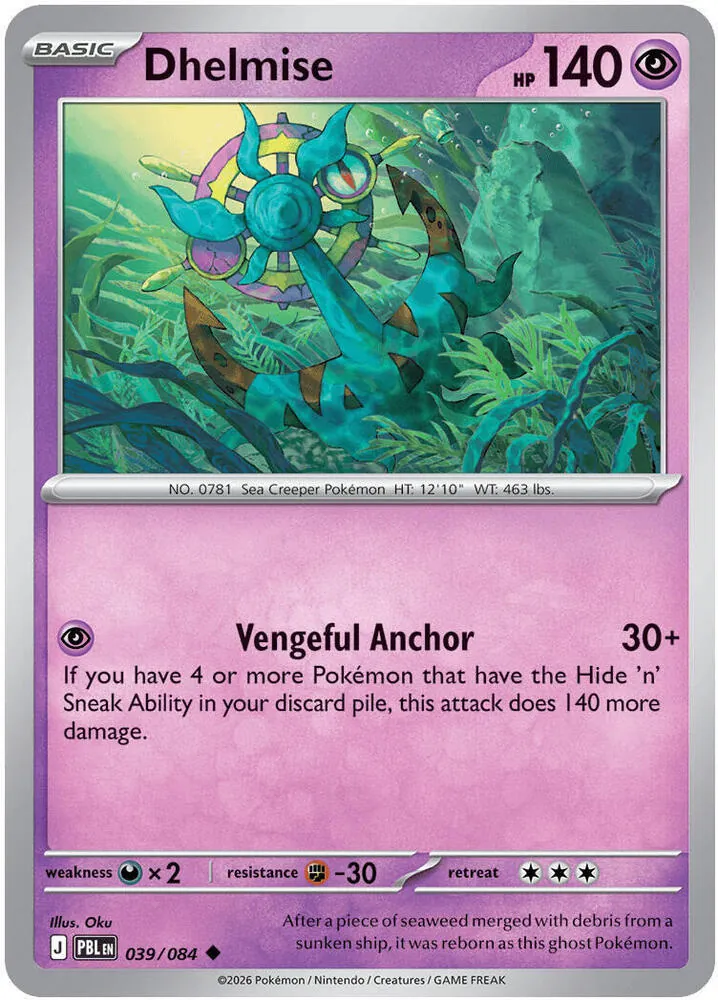 BASIC
Dhelmise
HP 140
NO. 0781 Sea Creeper Pokémon HT: 12'10" WT: 463 lbs.
Vengeful Anchor 30+
If you have 4 or more Pokémon that have the Hide ’n’
Sneak Ability in your discard pile, this attack does 140 more
damage.
weakness ×2 resistance -30 retreat
Illus. Oku
After a piece of seaweed merged with debris from a
sunken ship, it was reborn as this ghost Pokémon.
J PBL EN 039/084
©2026 Pokémon / Nintendo / Creatures / GAME FREAK